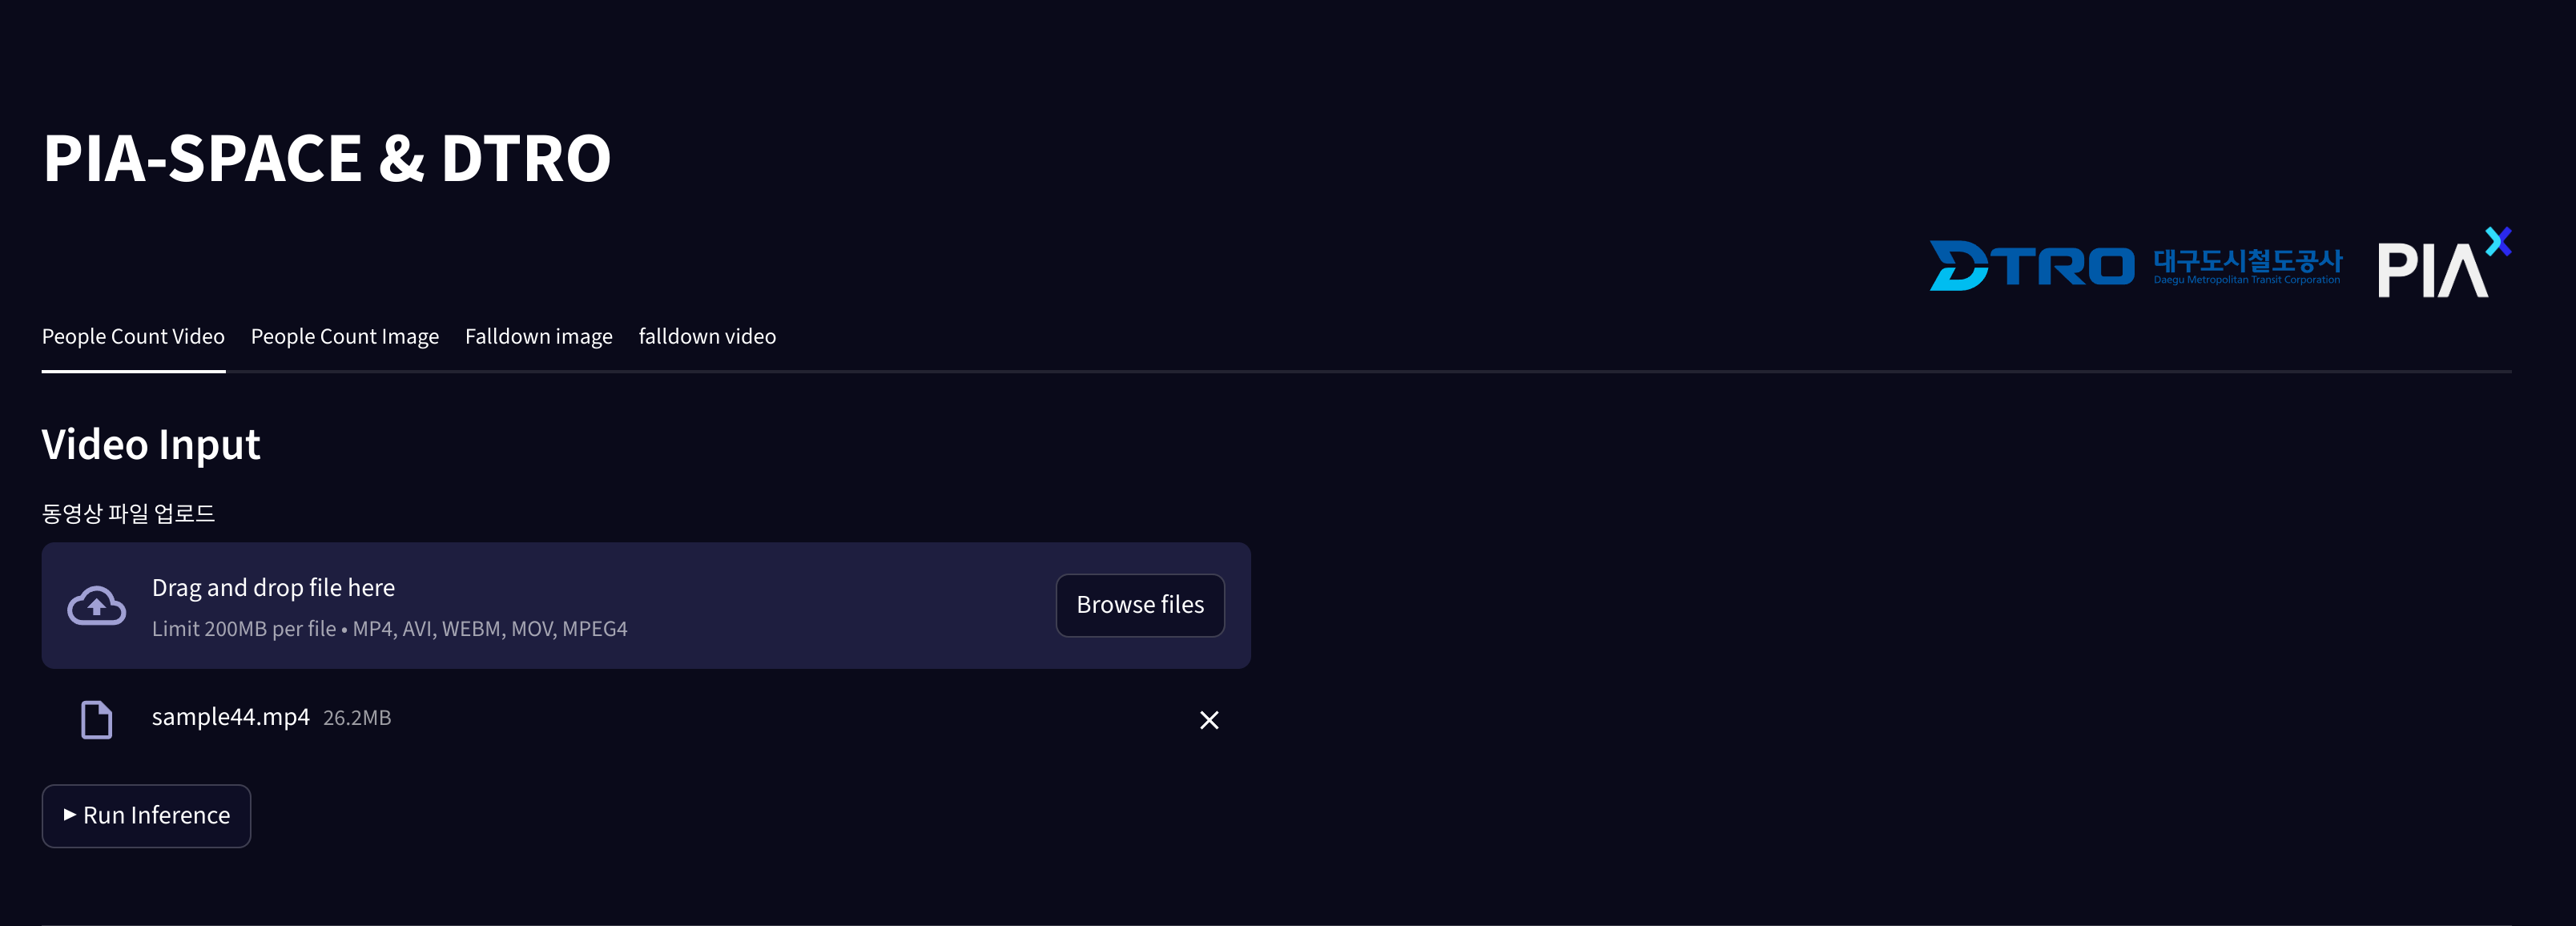 PIA-SPACE & DTRO
DTRO 대구도시철도공사 PIA
Daegu Metropolitan Transit Corporation
People Count Video People Count Image Falldown image falldown video
Video Input
동영상 파일 업로드
Drag and drop file here
Limit 200MB per file • MP4, AVI, WEBM, MOV, MPEG4
Browse files
sample44.mp4 26.2MB
Run Inference